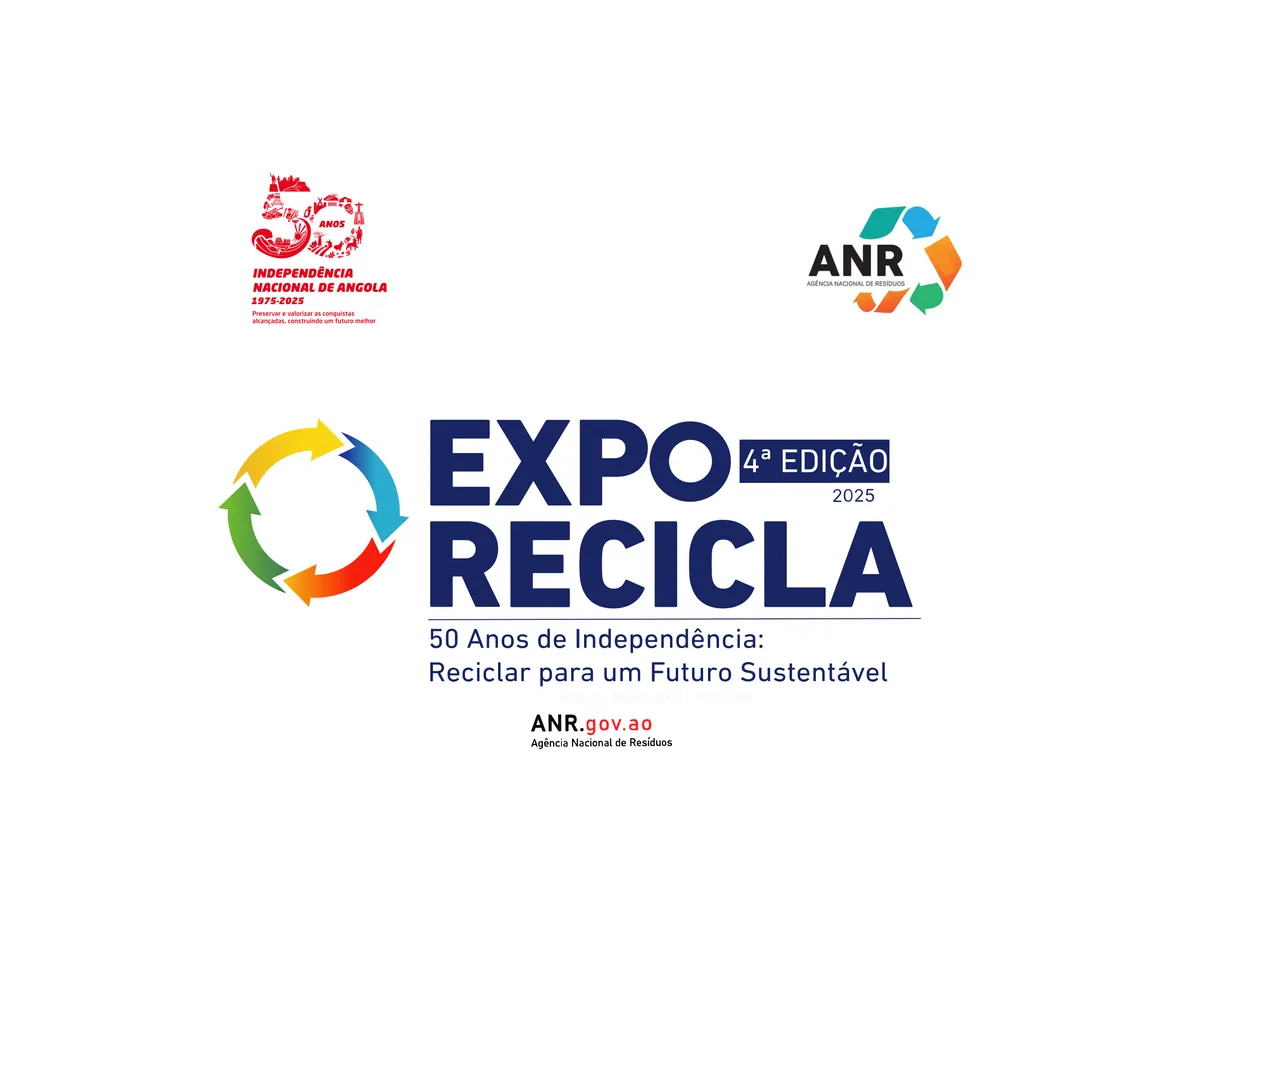 50
ANOS
INDEPENDÊNCIA
NACIONAL DE ANGOLA
1975-2025
Preservar e valorizar as conquistas
alcançadas, construindo um futuro melhor
ANR
AGÊNCIA NACIONAL DE RESÍDUOS
EXPO
4ª EDIÇÃO
2025
RECICLA
50 Anos de Independência:
Reciclar para um Futuro Sustentável
ANR.gov.ao
Agência Nacional de Resíduos